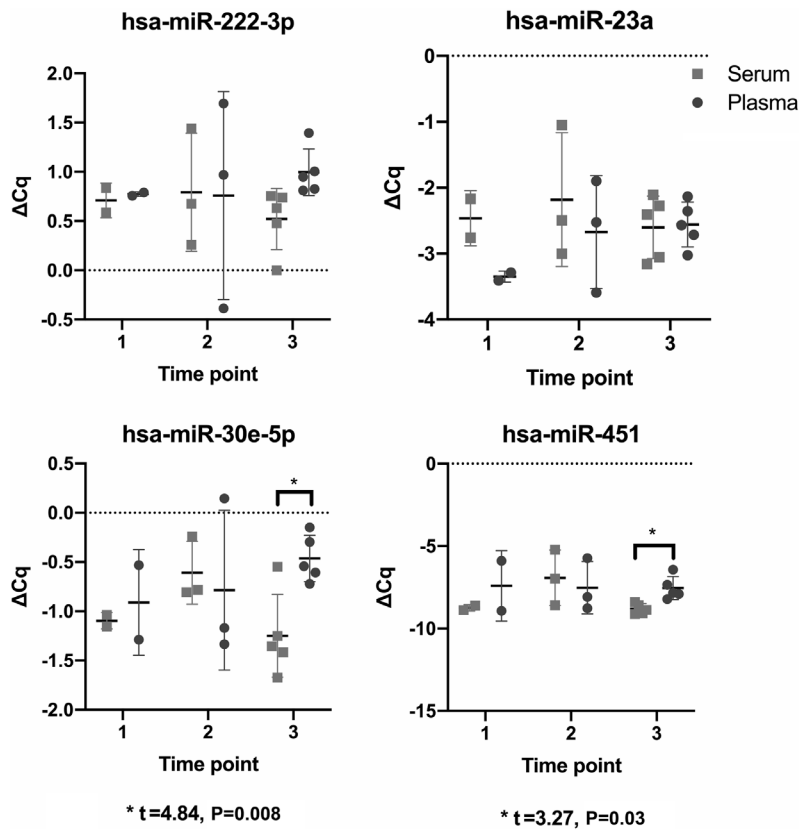 hsa-miR-222-3p
2.0
1.5
1.0
0.5
0.0
-0.5
ΔCq
1 2 3
Time point
hsa-miR-23a
0
-1
-2
-3
-4
ΔCq
1 2 3
Time point
Serum
Plasma
hsa-miR-30e-5p
0.5
0.0
-0.5
-1.0
-1.5
-2.0
ΔCq
*
1 2 3
Time point
* t=4.84, P=0.008
hsa-miR-451
0
-5
-10
-15
ΔCq
*
1 2 3
Time point
* t=3.27, P=0.03